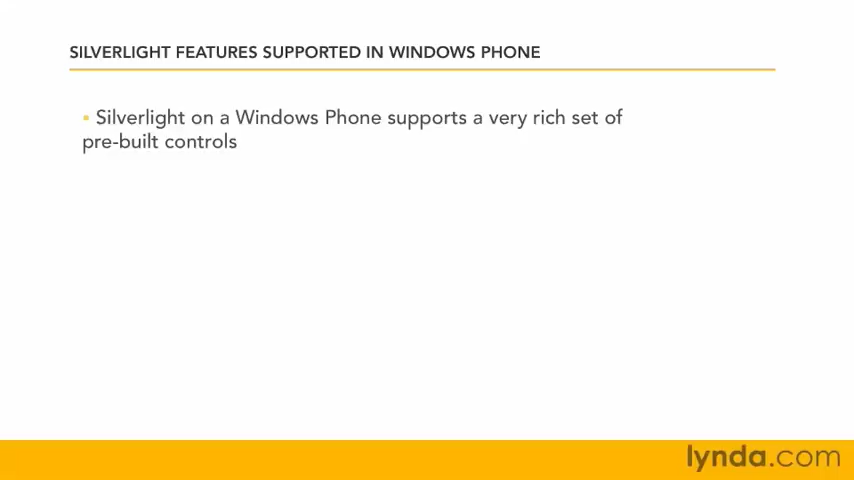 SILVERLIGHT FEATURES SUPPORTED IN WINDOWS PHONE
▪ Silverlight on a Windows Phone supports a very rich set of
pre-built controls
lynda.com